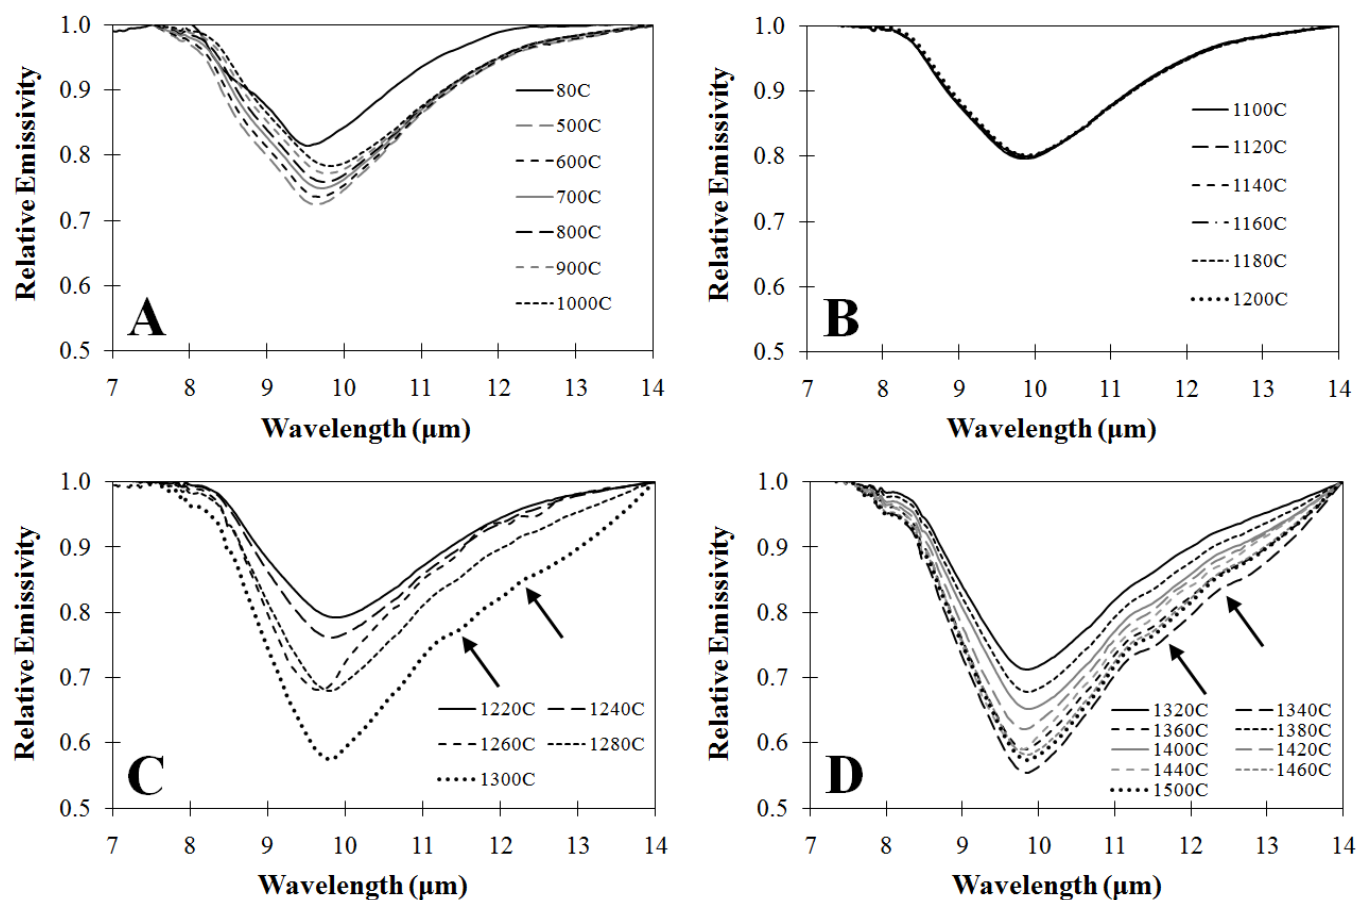 Relative Emissivity
1.0
0.9
0.8
0.7
0.6
0.5
80C
500C
600C
700C
800C
900C
1000C
A
7 8 9 10 11 12 13 14
Wavelength (μm)
Relative Emissivity
1.0
0.9
0.8
0.7
0.6
0.5
1100C
1120C
1140C
1160C
1180C
1200C
B
7 8 9 10 11 12 13 14
Wavelength (μm)
Relative Emissivity
1.0
0.9
0.8
0.7
0.6
0.5
1220C 1240C
1260C 1280C
1300C
C
7 8 9 10 11 12 13 14
Wavelength (μm)
Relative Emissivity
1.0
0.9
0.8
0.7
0.6
0.5
1320C 1340C
1360C 1380C
1400C 1420C
1440C 1460C
1500C
D
7 8 9 10 11 12 13 14
Wavelength (μm)